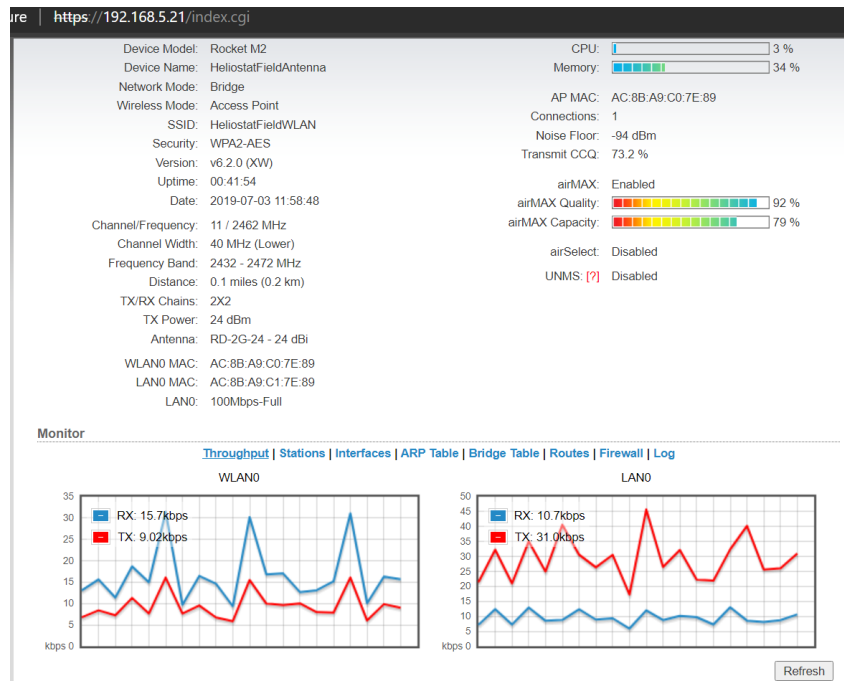 ure | https://192.168.5.21/index.cgi
Device Model: Rocket M2
Device Name: HeliostatFieldAntenna
Network Mode: Bridge
Wireless Mode: Access Point
SSID: HeliostatFieldWLAN
Security: WPA2-AES
Version: v6.2.0 (XW)
Uptime: 00:41:54
Date: 2019-07-03 11:58:48
Channel/Frequency: 11 / 2462 MHz
Channel Width: 40 MHz (Lower)
Frequency Band: 2432 - 2472 MHz
Distance: 0.1 miles (0.2 km)
TX/RX Chains: 2X2
TX Power: 24 dBm
Antenna: RD-2G-24 - 24 dBi
WLAN0 MAC: AC:8B:A9:C0:7E:89
LAN0 MAC: AC:8B:A9:C1:7E:89
LAN0: 100Mbps-Full
CPU: 3 %
Memory: 34 %
AP MAC: AC:8B:A9:C0:7E:89
Connections: 1
Noise Floor: -94 dBm
Transmit CCQ: 73.2 %
airMAX: Enabled
airMAX Quality: 92 %
airMAX Capacity: 79 %
airSelect: Disabled
UNMS: [?] Disabled
Monitor
Throughput | Stations | Interfaces | ARP Table | Bridge Table | Routes | Firewall | Log
WLAN0
35
30
25
20
15
10
5
kbps 0
RX: 15.7kbps
TX: 9.02kbps
LAN0
50
45
40
35
30
25
20
15
10
5
kbps 0
RX: 10.7kbps
TX: 31.0kbps
Refresh